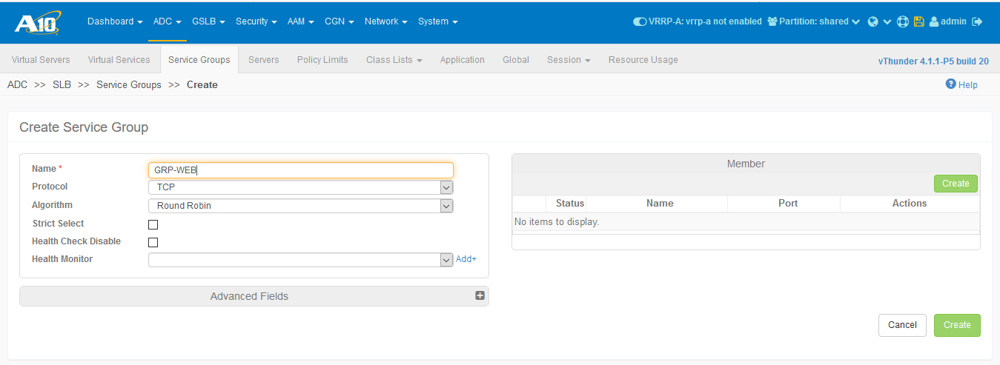 A10 Dashboard ADC GSLB Security AAM CGN Network System VRRP-A: vrrp-a not enabled Partition: shared admin
Virtual Servers Virtual Services Service Groups Servers Policy Limits Class Lists Application Global Session Resource Usage vThunder 4.1.1-P5 build 20
ADC >> SLB >> Service Groups >> Create ? Help
Create Service Group
Name * GRP-WEB
Protocol TCP
Algorithm Round Robin
Strict Select
Health Check Disable
Health Monitor Add+
Advanced Fields
Member
Create
Status Name Port Actions
No items to display.
Cancel Create